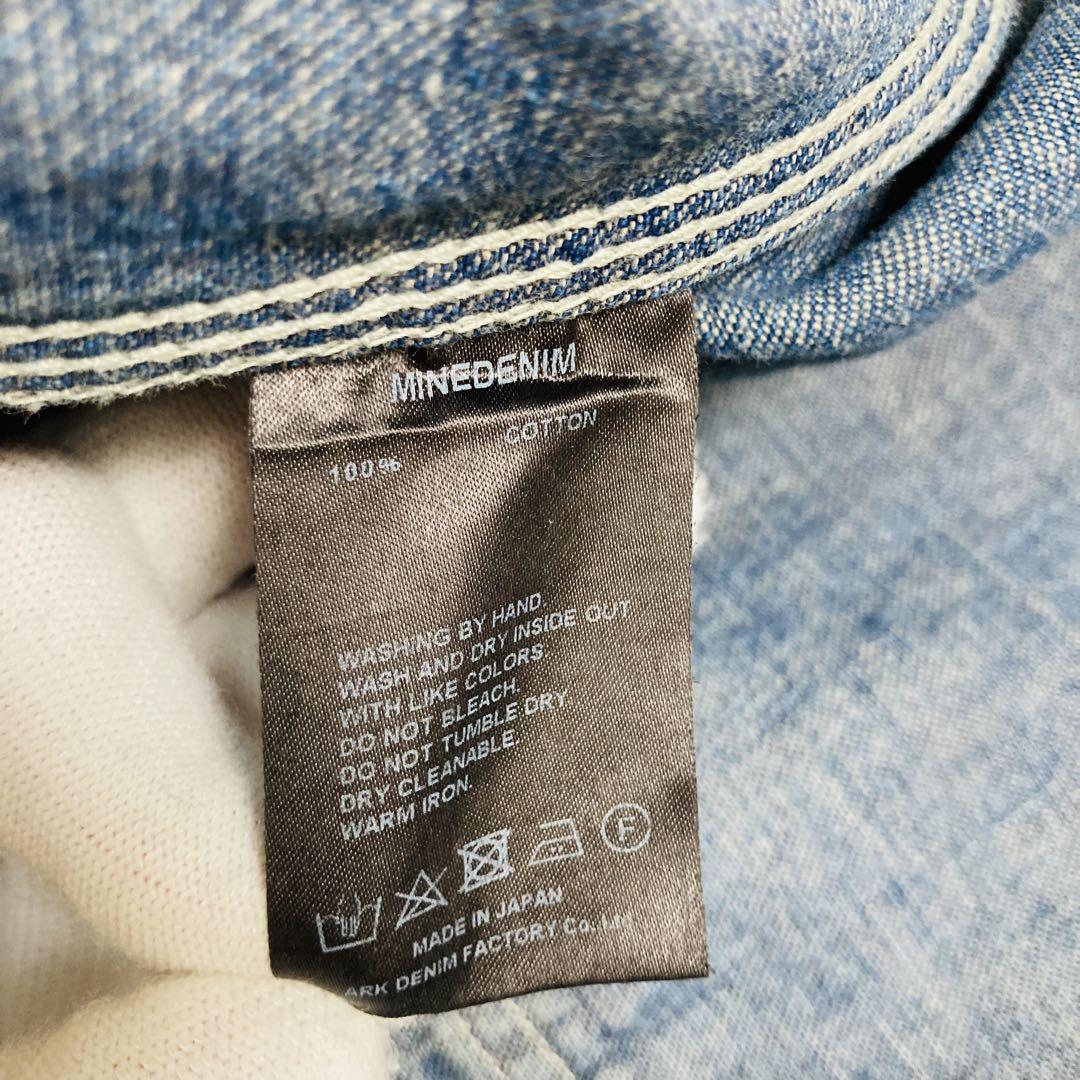 MINEDENIM
100% COTTON
WASHING BY HAND.
WASH AND DRY INSIDE OUT
WITH LIKE COLORS.
DO NOT BLEACH.
DO NOT TUMBLE DRY.
DRY CLEANABLE.
WARM IRON.
F
MADE IN JAPAN
ARK DENIM FACTORY Co., Ltd.